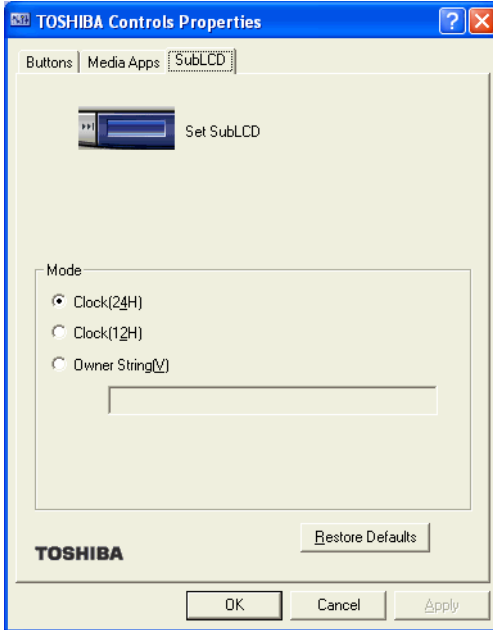 TOSHIBA Controls Properties
Buttons Media Apps SubLCD
Set SubLCD
Mode
Clock(24H)
Clock(12H)
Owner String(V)
Restore Defaults
TOSHIBA
OK Cancel Apply